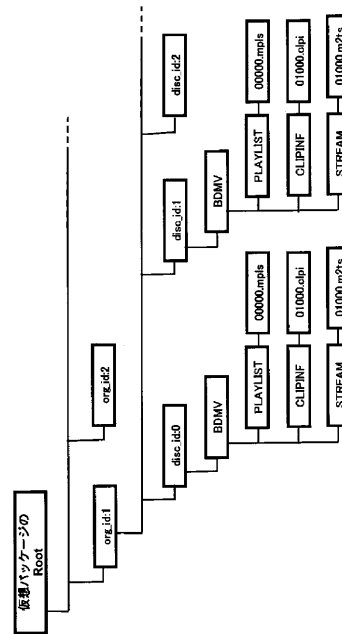 仮想パッケージの
Root
org_id:1
org_id:2
disc_id:0
disc_id:1
disc_id:2
BDMV
BDMV
PLAYLIST
00000.mpls
PLAYLIST
00000.mpls
CLIPINF
01000.clpi
CLIPINF
01000.clpi
STREAM
01000.m2ts
STREAM
01000.m2ts